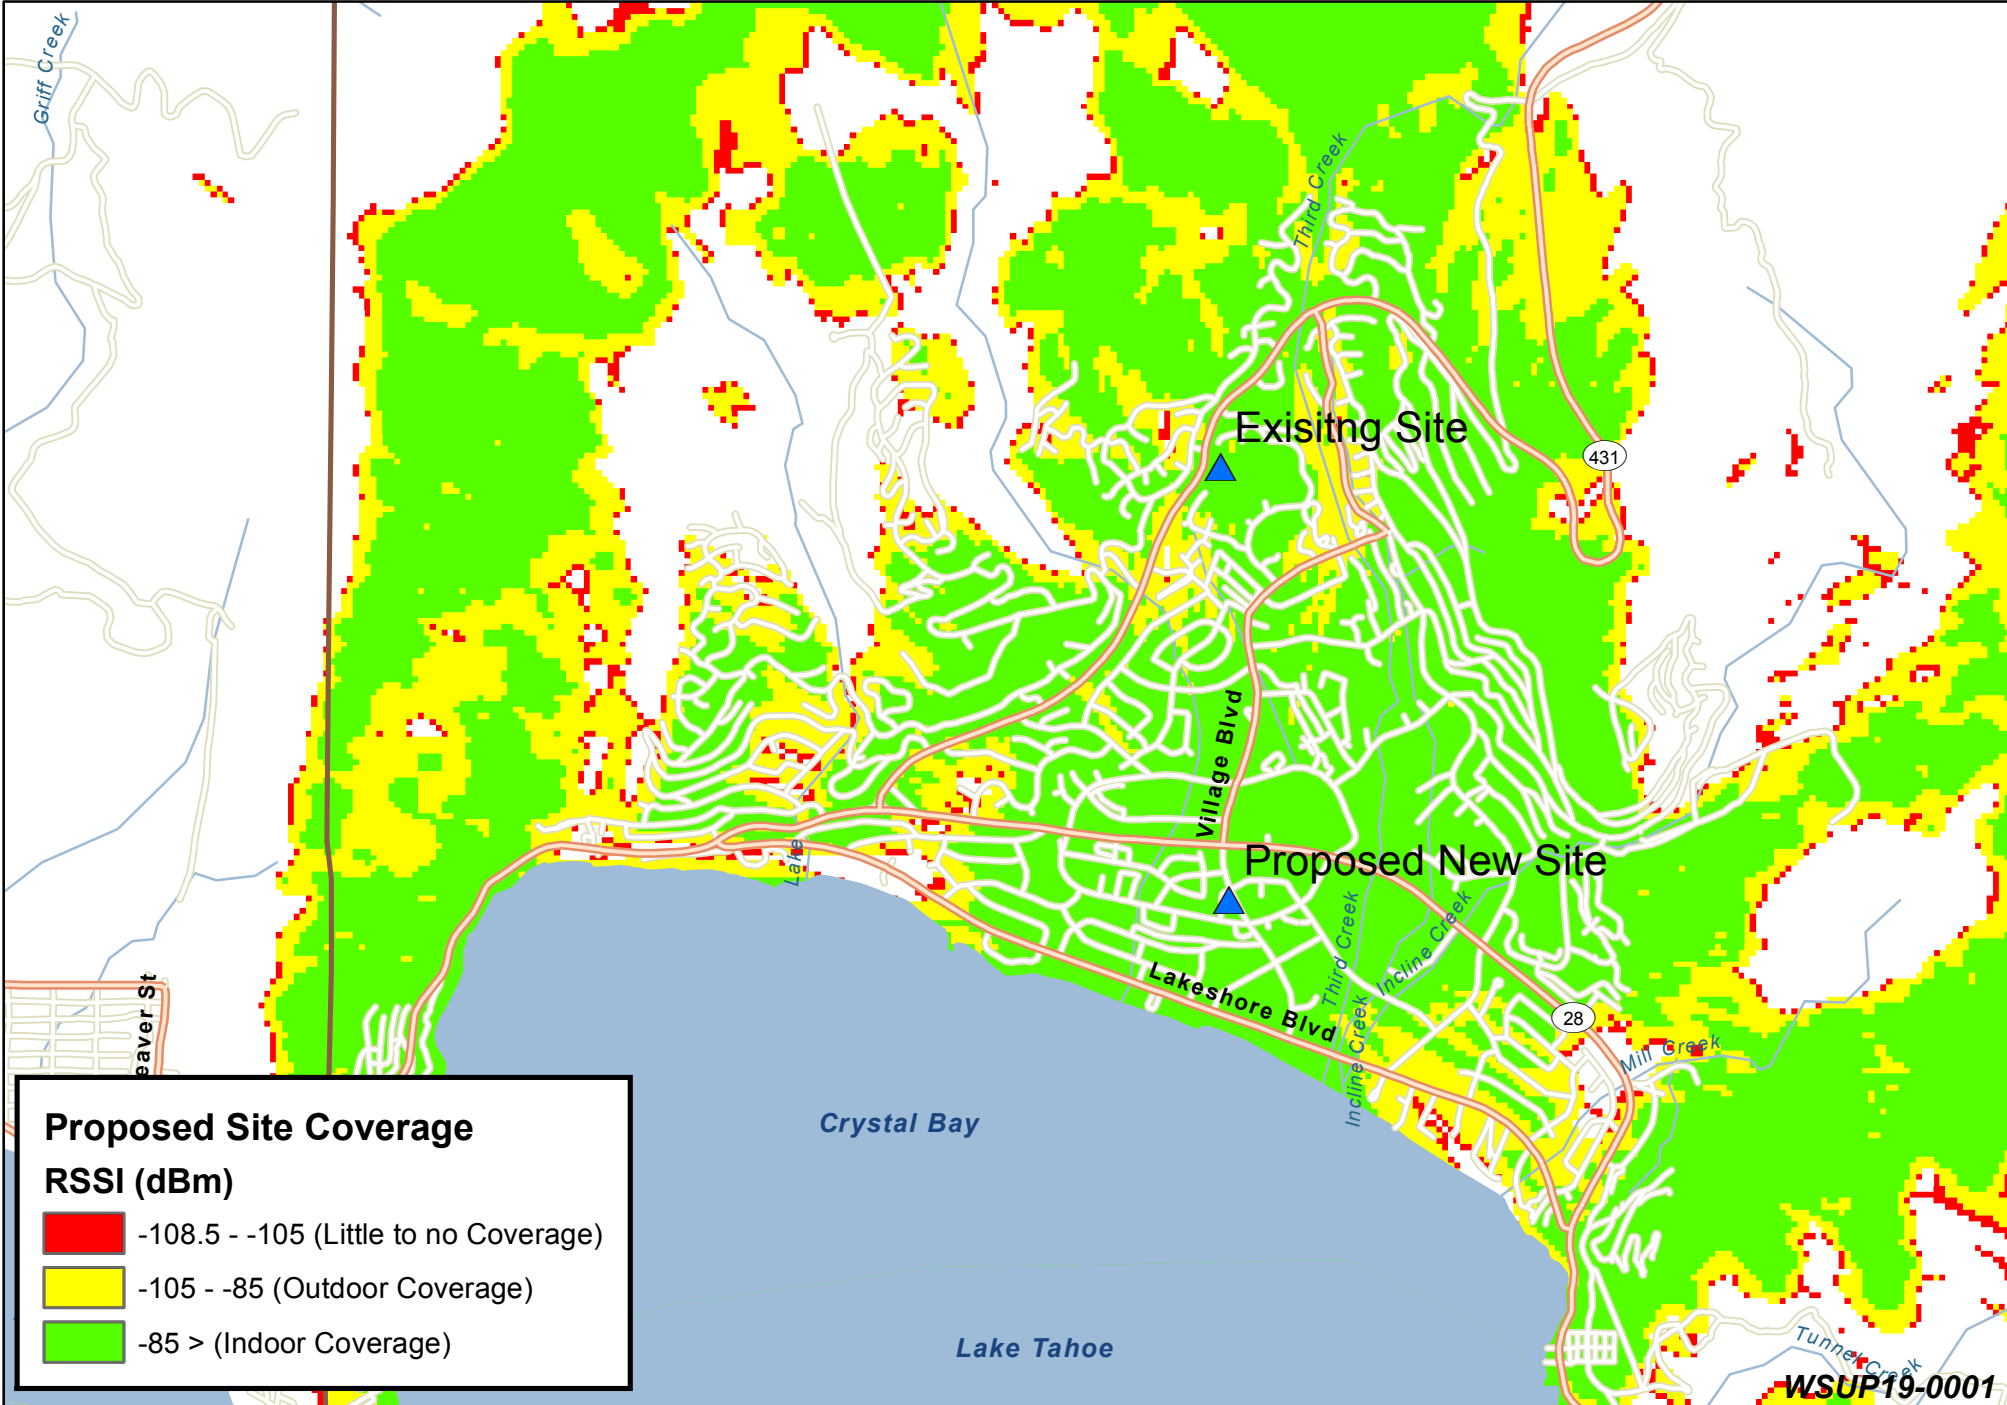 Griff Creek
Third Creek
Exisitng Site
431
Village Blvd
Proposed New Site
Lake
Third Creek
Incline Creek
Lakeshore Blvd
Incline Creek
28
Mill Creek
eaver St
Crystal Bay
Lake Tahoe
Tunnel Creek
Proposed Site Coverage
RSSI (dBm)
-108.5 - -105 (Little to no Coverage)
-105 - -85 (Outdoor Coverage)
-85 > (Indoor Coverage)
WSUP19-0001